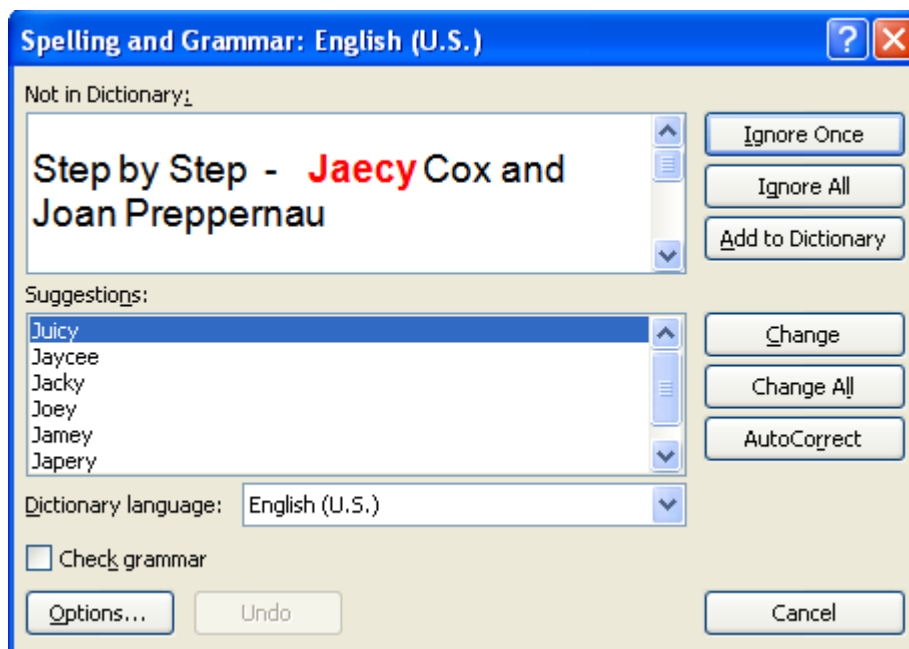 Spelling and Grammar: English (U.S.)
Not in Dictionary:
Step by Step - Jaecy Cox and
Joan Preppernau
Ignore Once
Ignore All
Add to Dictionary
Suggestions:
Juicy
Jaycee
Jacky
Joey
Jamey
Japery
Change
Change All
AutoCorrect
Dictionary language: English (U.S.)
Check grammar
Options... Undo Cancel